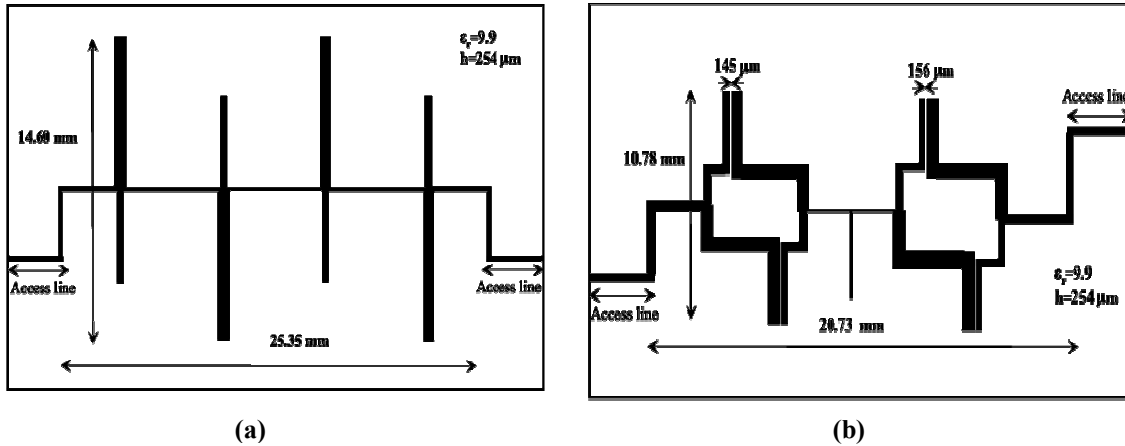 εr=9.9
h=254 µm
14.60 mm
Access line
Access line
25.35 mm
(a)
145 µm
156 µm
Access line
10.78 mm
εr=9.9
h=254 µm
Access line
20.73 mm
(b)